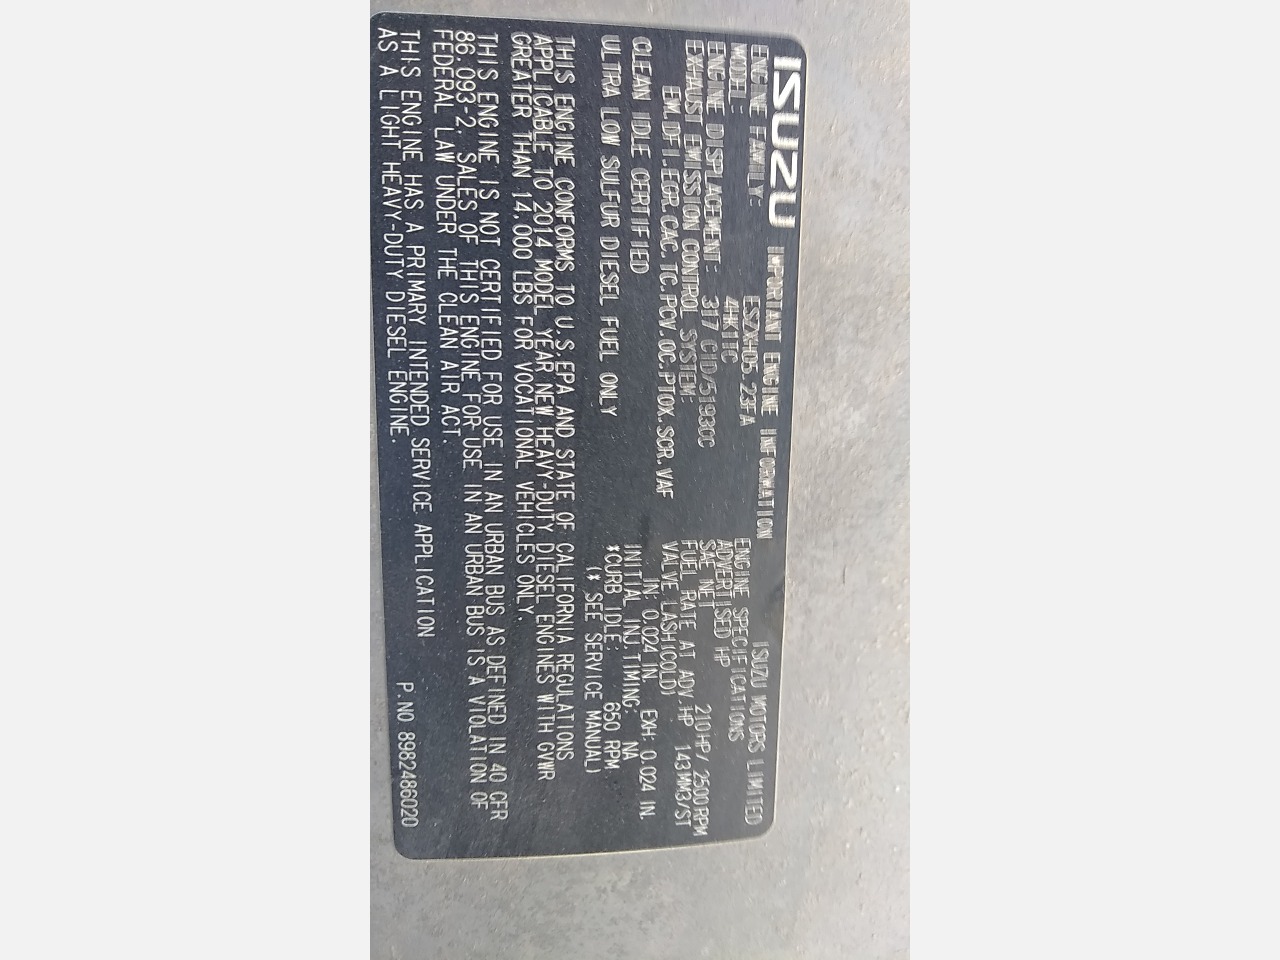 ISUZU IMPORTANT ENGINE INFORMATION
ISUZU MOTORS LIMITED
ENGINE FAMILY: ESZXH05.23FA
MODEL: 4HK1TC
ENGINE DISPLACEMENT: 317 CID/5193CC
EXHAUST EMISSION CONTROL SYSTEM:
EM,DFI,EGR,CAC,TC,PCV,OC,PTOX,SCR,VAF
CLEAN IDLE CERTIFIED
ULTRA LOW SULFUR DIESEL FUEL ONLY
ENGINE SPECIFICATIONS
ADVERTISED HP
SAE NET 210HP/2500RPM
FUEL RATE AT ADV.HP 143MM3/ST
VALVE LASH(COLD)
IN: 0.024 IN. EXH: 0.024 IN.
INITIAL INJ.TIMING: NA
*CURB IDLE: 650 RPM
(* SEE SERVICE MANUAL)
THIS ENGINE CONFORMS TO U.S.EPA AND STATE OF CALIFORNIA REGULATIONS
APPLICABLE TO 2014 MODEL YEAR NEW HEAVY-DUTY DIESEL ENGINES WITH GVWR
GREATER THAN 14,000 LBS FOR VOCATIONAL VEHICLES ONLY.
THIS ENGINE IS NOT CERTIFIED FOR USE IN AN URBAN BUS AS DEFINED IN 40 CFR
86.093-2. SALES OF THIS ENGINE FOR USE IN AN URBAN BUS IS A VIOLATION OF
FEDERAL LAW UNDER THE CLEAN AIR ACT.
THIS ENGINE HAS A PRIMARY INTENDED SERVICE APPLICATION
AS A LIGHT HEAVY-DUTY DIESEL ENGINE.
P.NO 8982486020